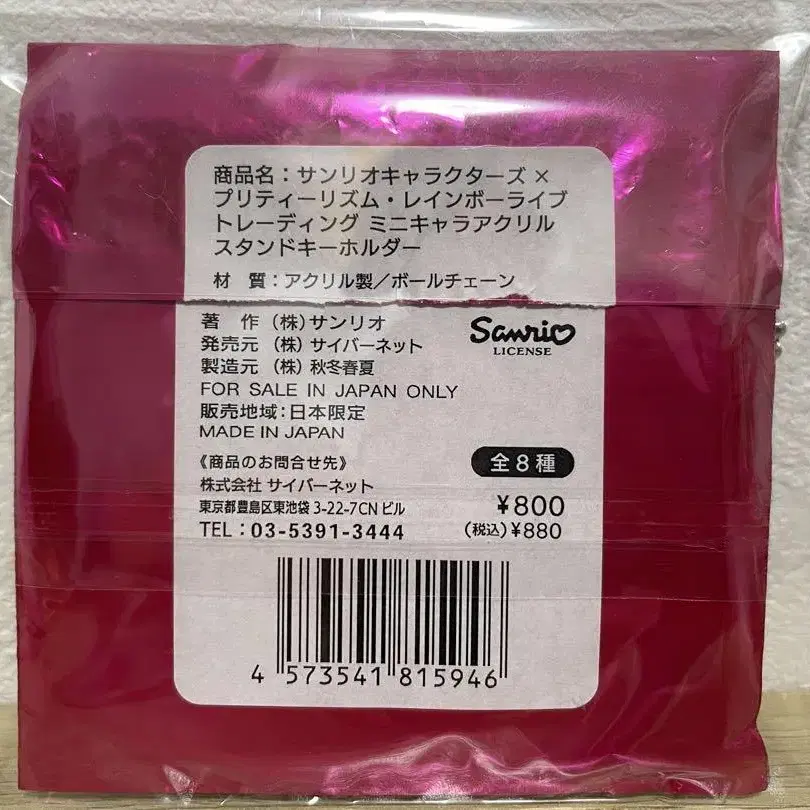 商品名：サンリオキャラクターズ ×
プリティーリズム・レインボーライブ
トレーディング ミニキャラアクリル
スタンドキーホルダー
材　質：アクリル製／ボールチェーン
著　作（株）サンリオ
発売元（株）サイバーネット
製造元（株）秋冬春夏
Sanrio
LICENSE
FOR SALE IN JAPAN ONLY
販売地域：日本限定
MADE IN JAPAN
《商品のお問合せ先》
全8種
株式会社 サイバーネット
東京都豊島区東池袋 3-22-7CN ビル
TEL：03-5391-3444
¥800
(税込)¥880
4 573541 815946